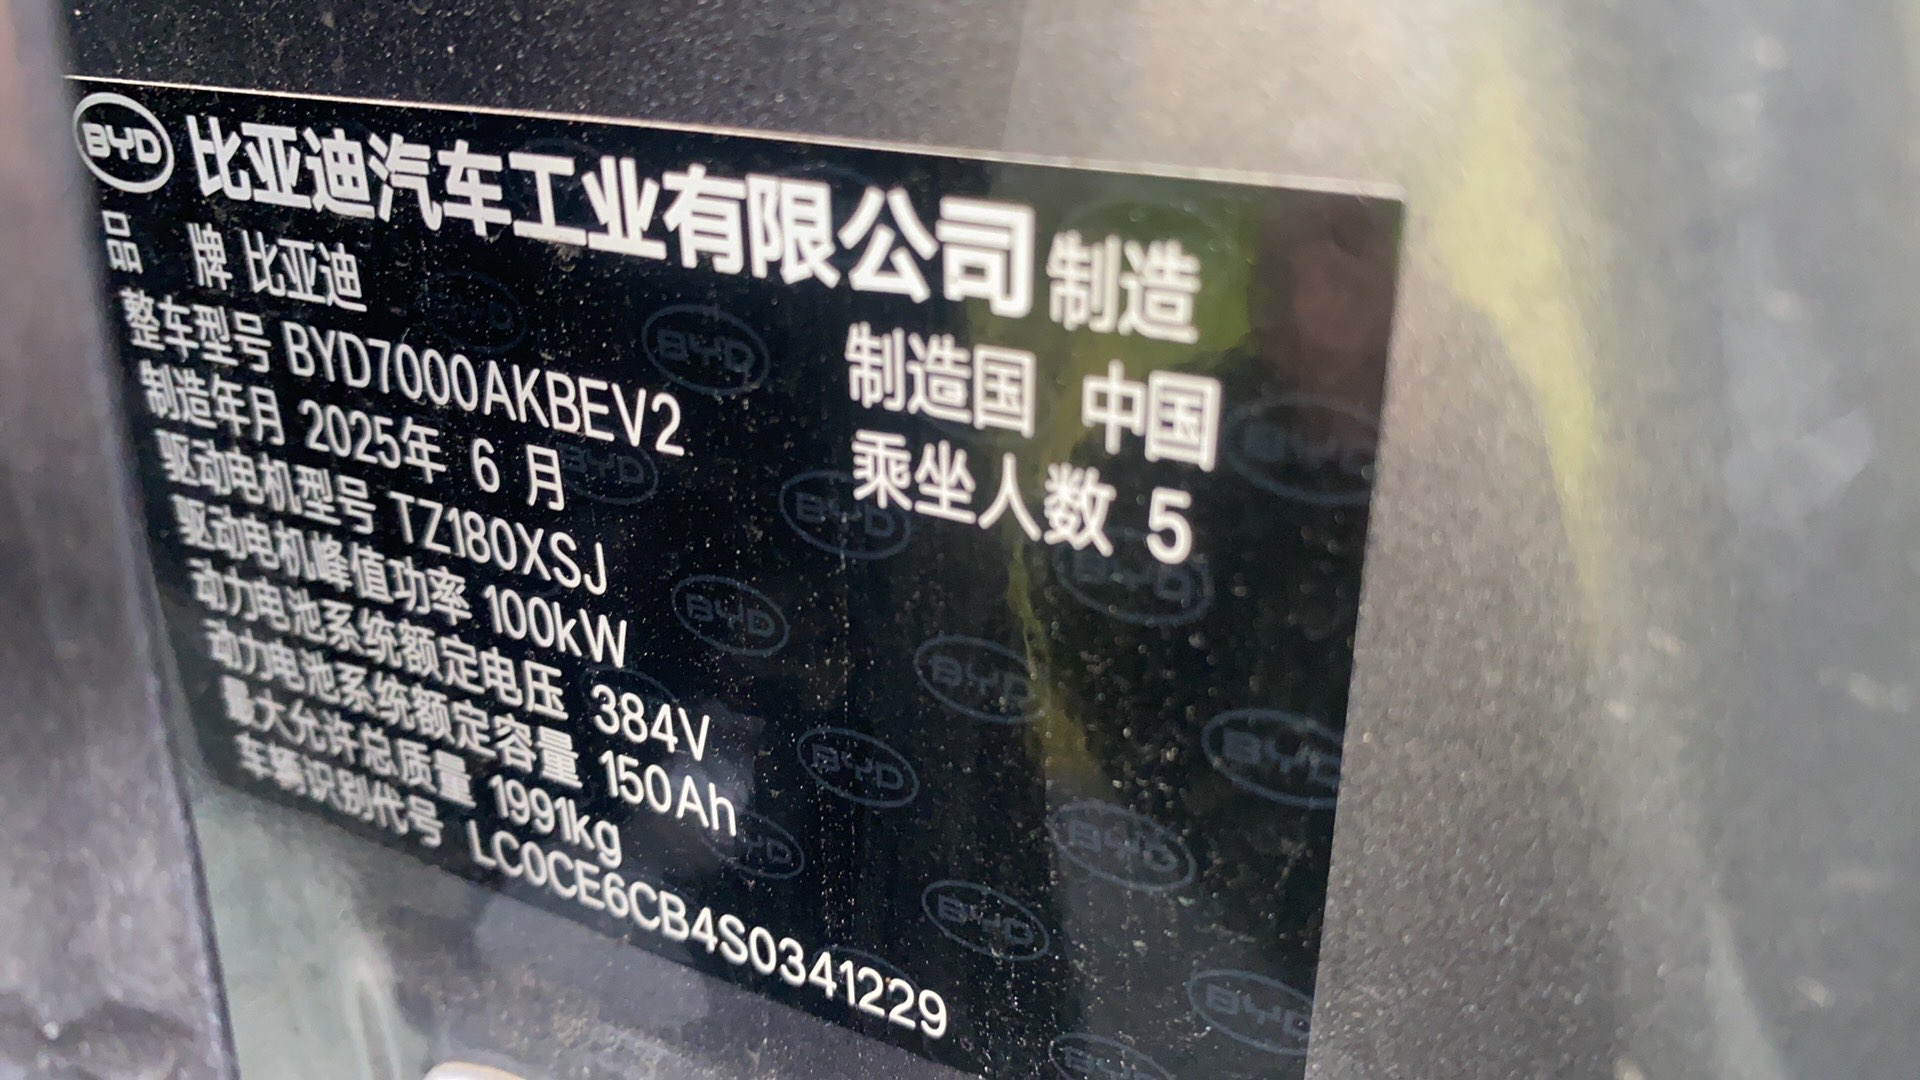 BYD 比亚迪汽车工业有限公司 制造
品 牌 比亚迪
整车型号 BYD7000AKBEV2 制造国 中国
制造年月 2025年 6 月 乘坐人数 5
驱动电机型号 TZ180XSJ
驱动电机峰值功率 100kW
动力电池系统额定电压 384V
动力电池系统额定容量 150Ah
最大允许总质量 1991kg
车辆识别代号 LC0CE6CB4S0341229